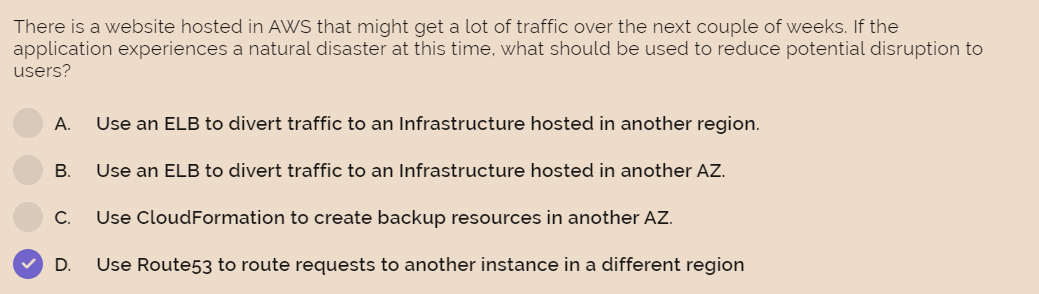 There is a website hosted in AWS that might get a lot of traffic over the next couple of weeks. If the
application experiences a natural disaster at this time, what should be used to reduce potential disruption to
users?
A. Use an ELB to divert traffic to an Infrastructure hosted in another region.
B. Use an ELB to divert traffic to an Infrastructure hosted in another AZ.
C. Use CloudFormation to create backup resources in another AZ.
D. Use Route53 to route requests to another instance in a different region